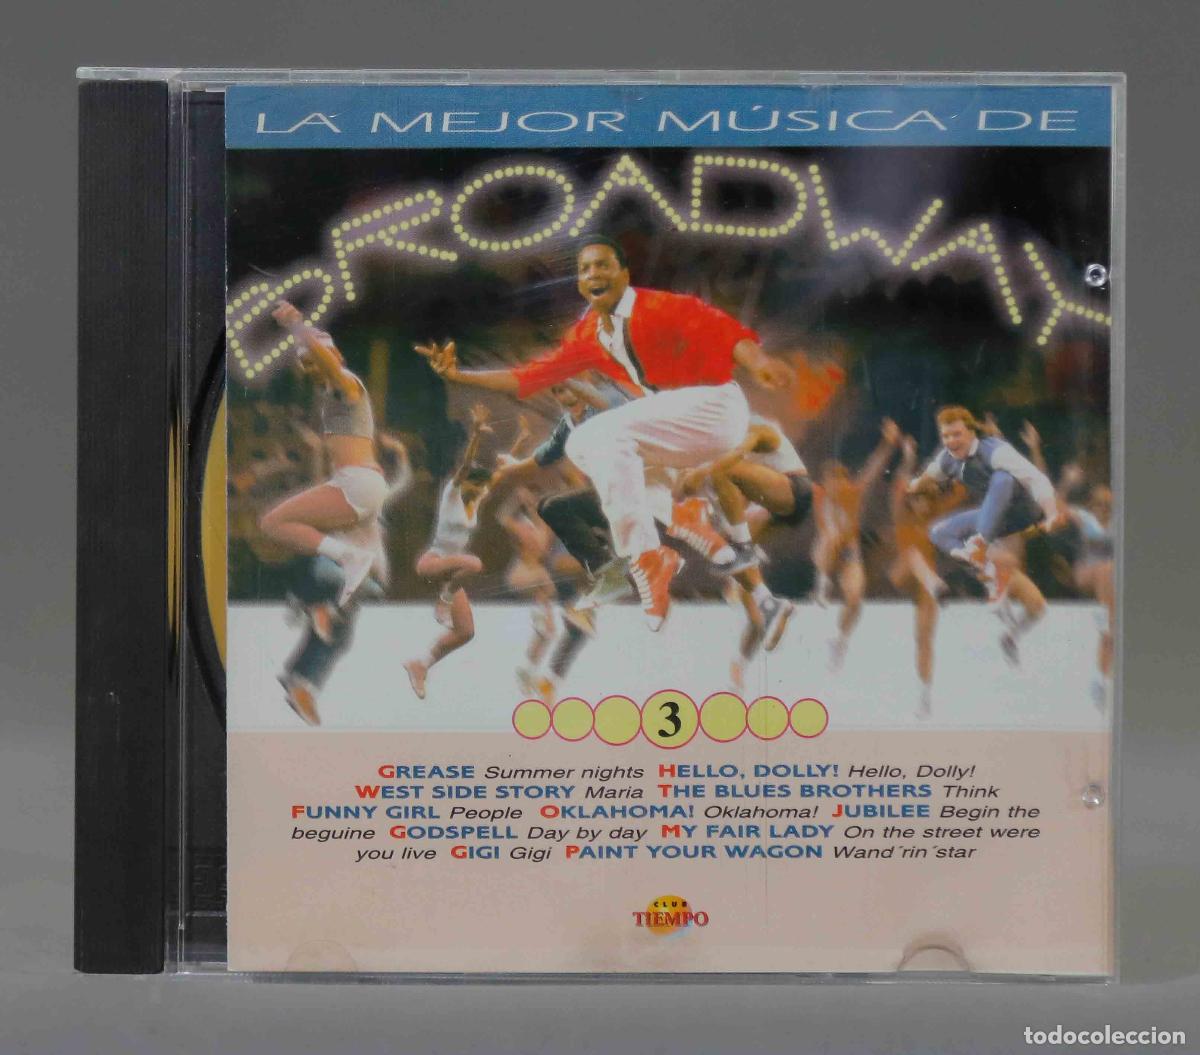 LA MEJOR MÚSICA DE
BROADWAY
3
GREASE Summer nights HELLO, DOLLY! Hello, Dolly!
WEST SIDE STORY Maria THE BLUES BROTHERS Think
FUNNY GIRL People OKLAHOMA! Oklahoma! JUBILEE Begin the
beguine GODSPELL Day by day MY FAIR LADY On the street were
you live GIGI Gigi PAINT YOUR WAGON Wand´rin´star
CLUB
TIEMPO
todocoleccion